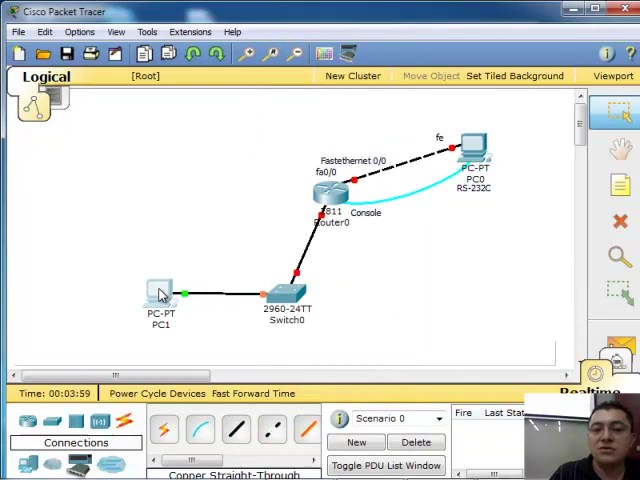 Cisco Packet Tracer
File Edit Options View Tools Extensions Help
Logical [Root] New Cluster Move Object Set Tiled Background Viewport
fe
Fastethernet 0/0
fa0/0
PC-PT
PC0
RS-232C
1811
Router0
Console
PC-PT
PC1
2960-24TT
Switch0
Time: 00:03:59 Power Cycle Devices Fast Forward Time Realtime
Scenario 0
Fire Last Stat
New Delete
Connections
Toggle PDU List Window
Copper Straight-Through